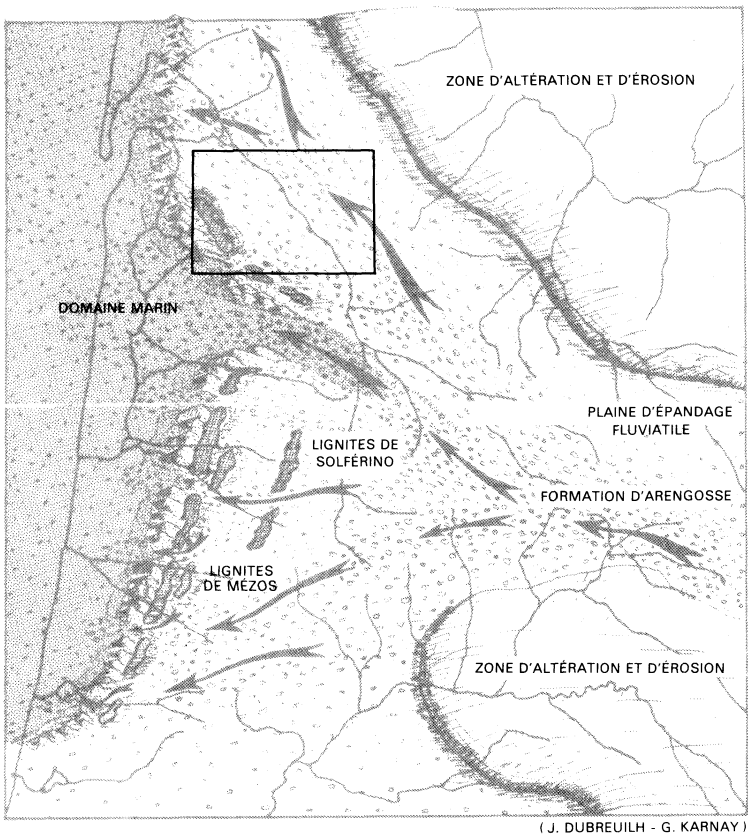 ZONE D'ALTÉRATION ET D'ÉROSION
DOMAINE MARIN
PLAINE D'ÉPANDAGE
FLUVIATILE
LIGNITES DE
SOLFÉRINO
FORMATION D'ARENGOSSE
LIGNITES
DE MÉZOS
ZONE D'ALTÉRATION ET D'ÉROSION
( J. DUBREUILH - G. KARNAY )